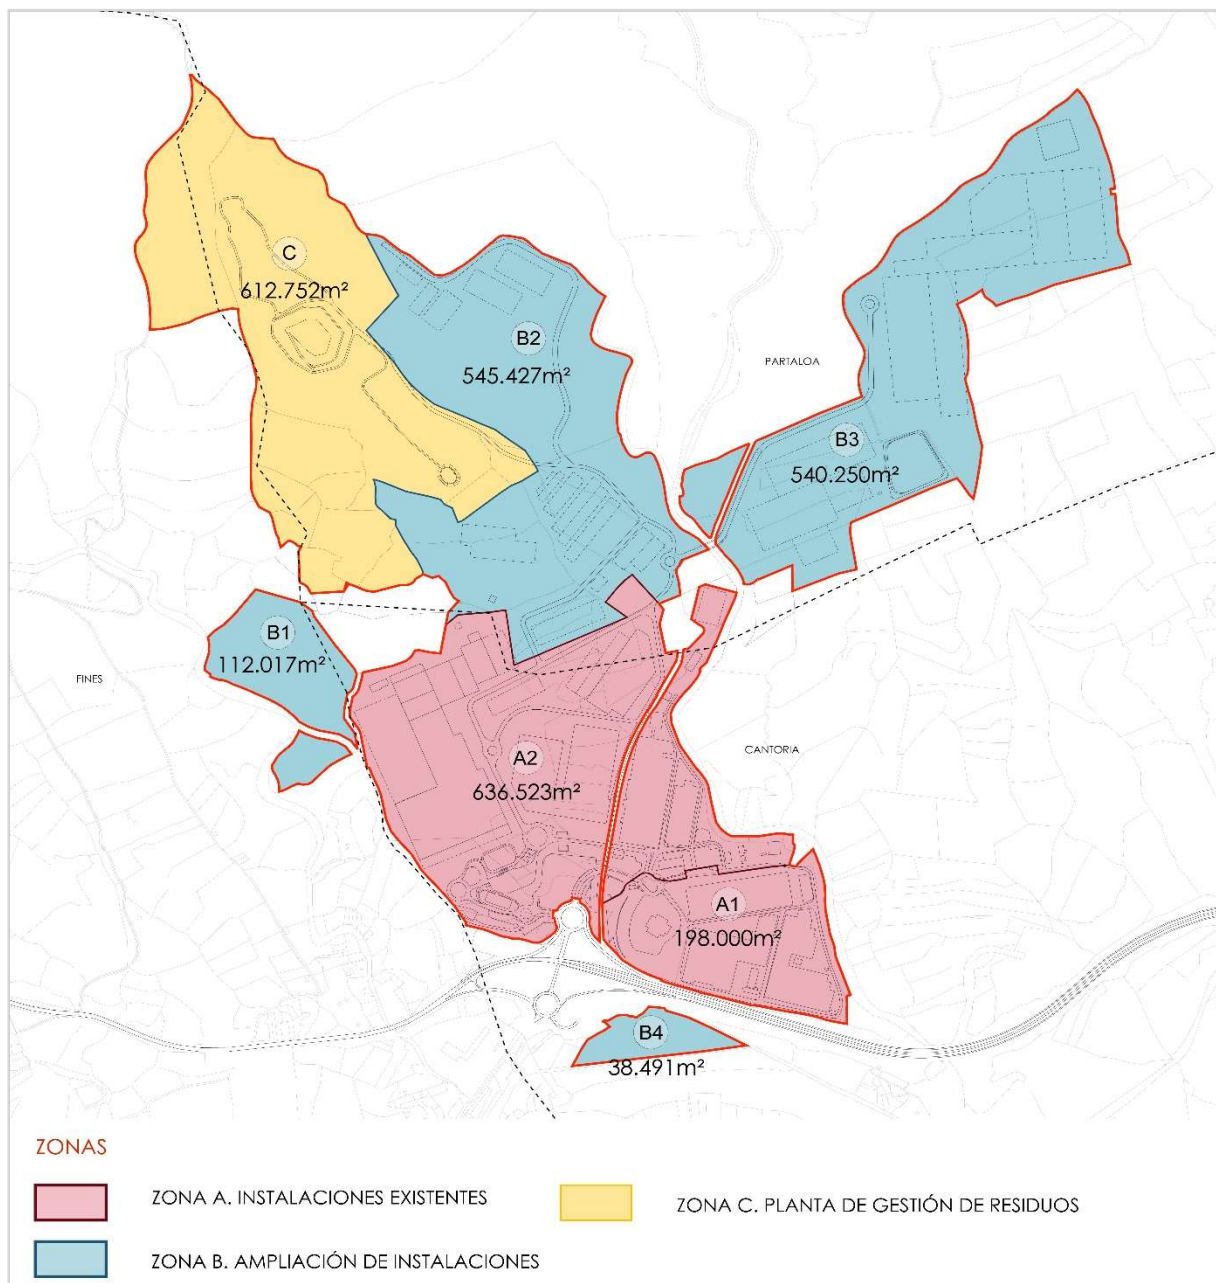 C
612.752m²
B2
545.427m²
PARTALOA
B3
540.250m²
B1
112.017m²
FINES
A2
636.523m²
CANTORIA
A1
198.000m²
B4
38.491m²
ZONAS
ZONA A. INSTALACIONES EXISTENTES
ZONA C. PLANTA DE GESTIÓN DE RESIDUOS
ZONA B. AMPLIACIÓN DE INSTALACIONES